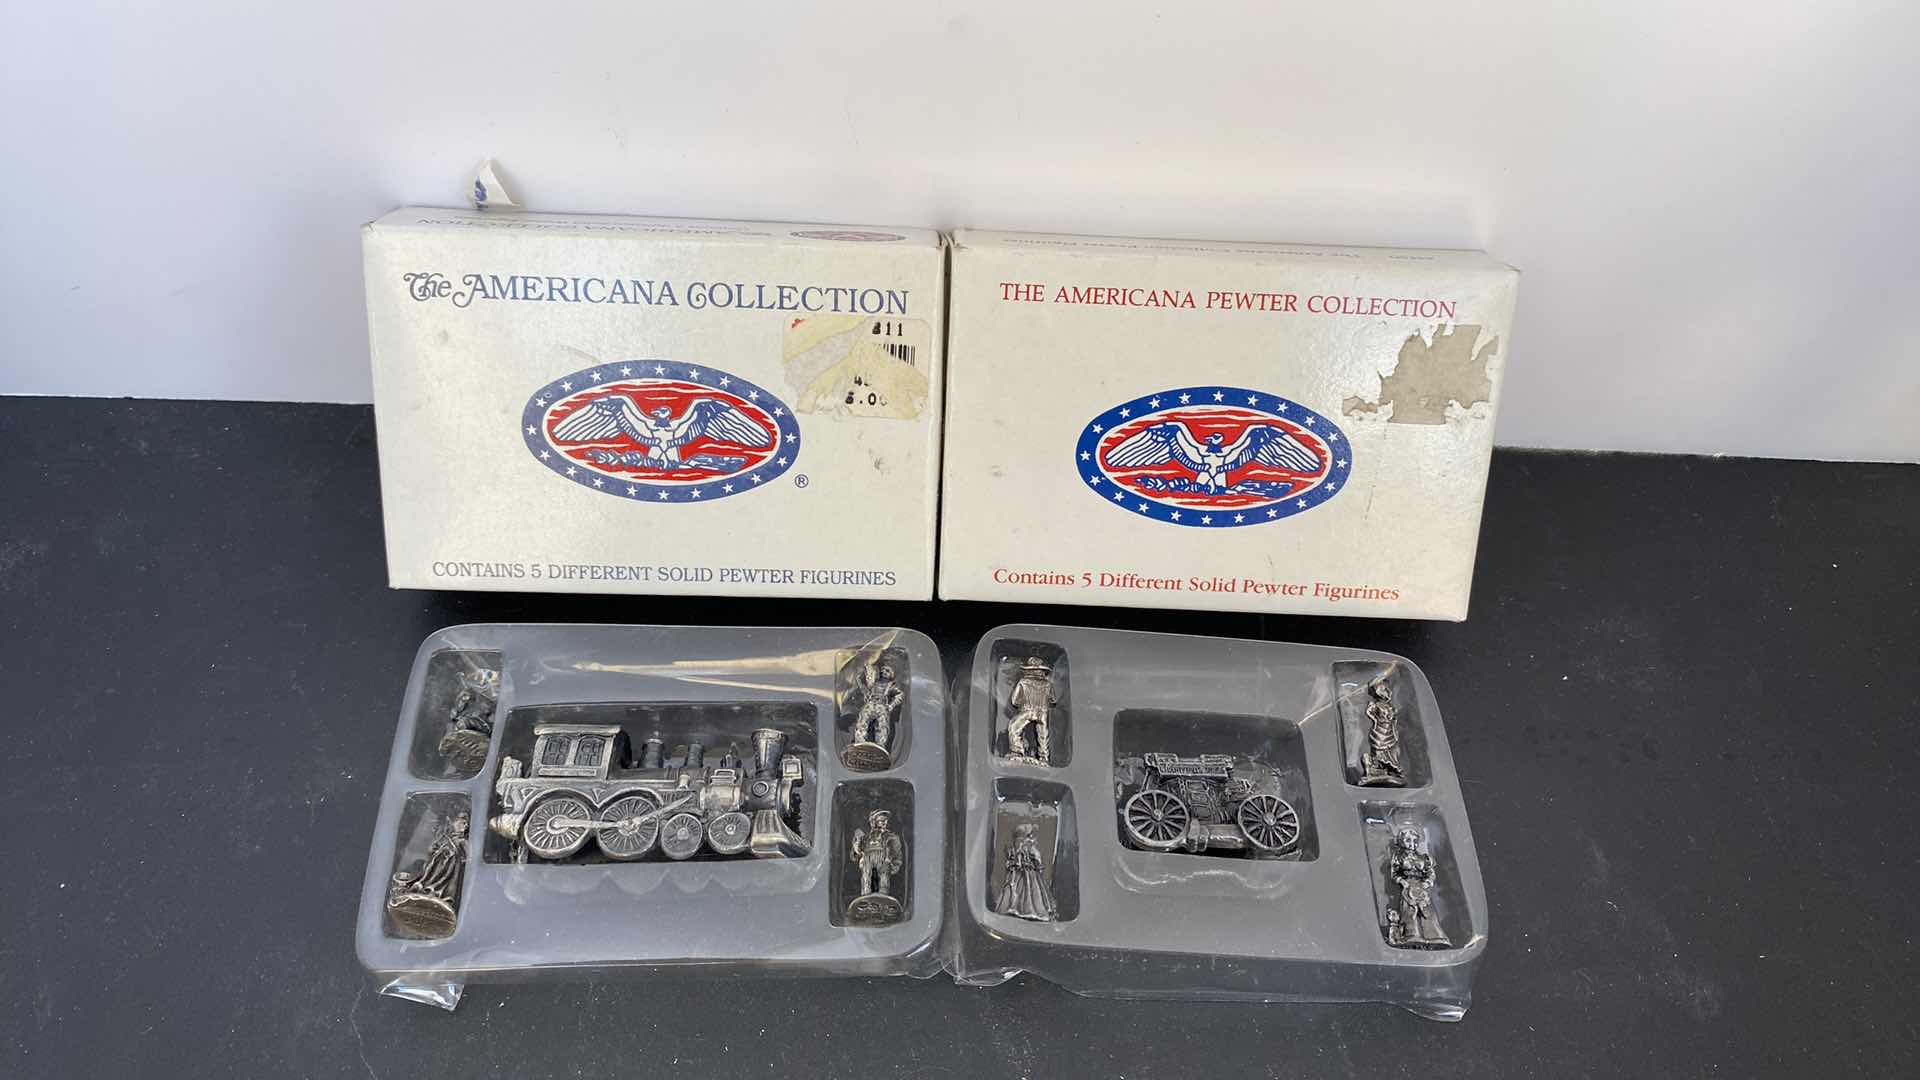 The AMERICANA COLLECTION
811
®
CONTAINS 5 DIFFERENT SOLID PEWTER FIGURINES
THE AMERICANA PEWTER COLLECTION
Contains 5 Different Solid Pewter Figurines